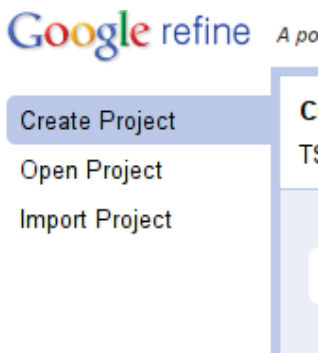 Google refine A po
Create Project
Open Project
Import Project
C
TS